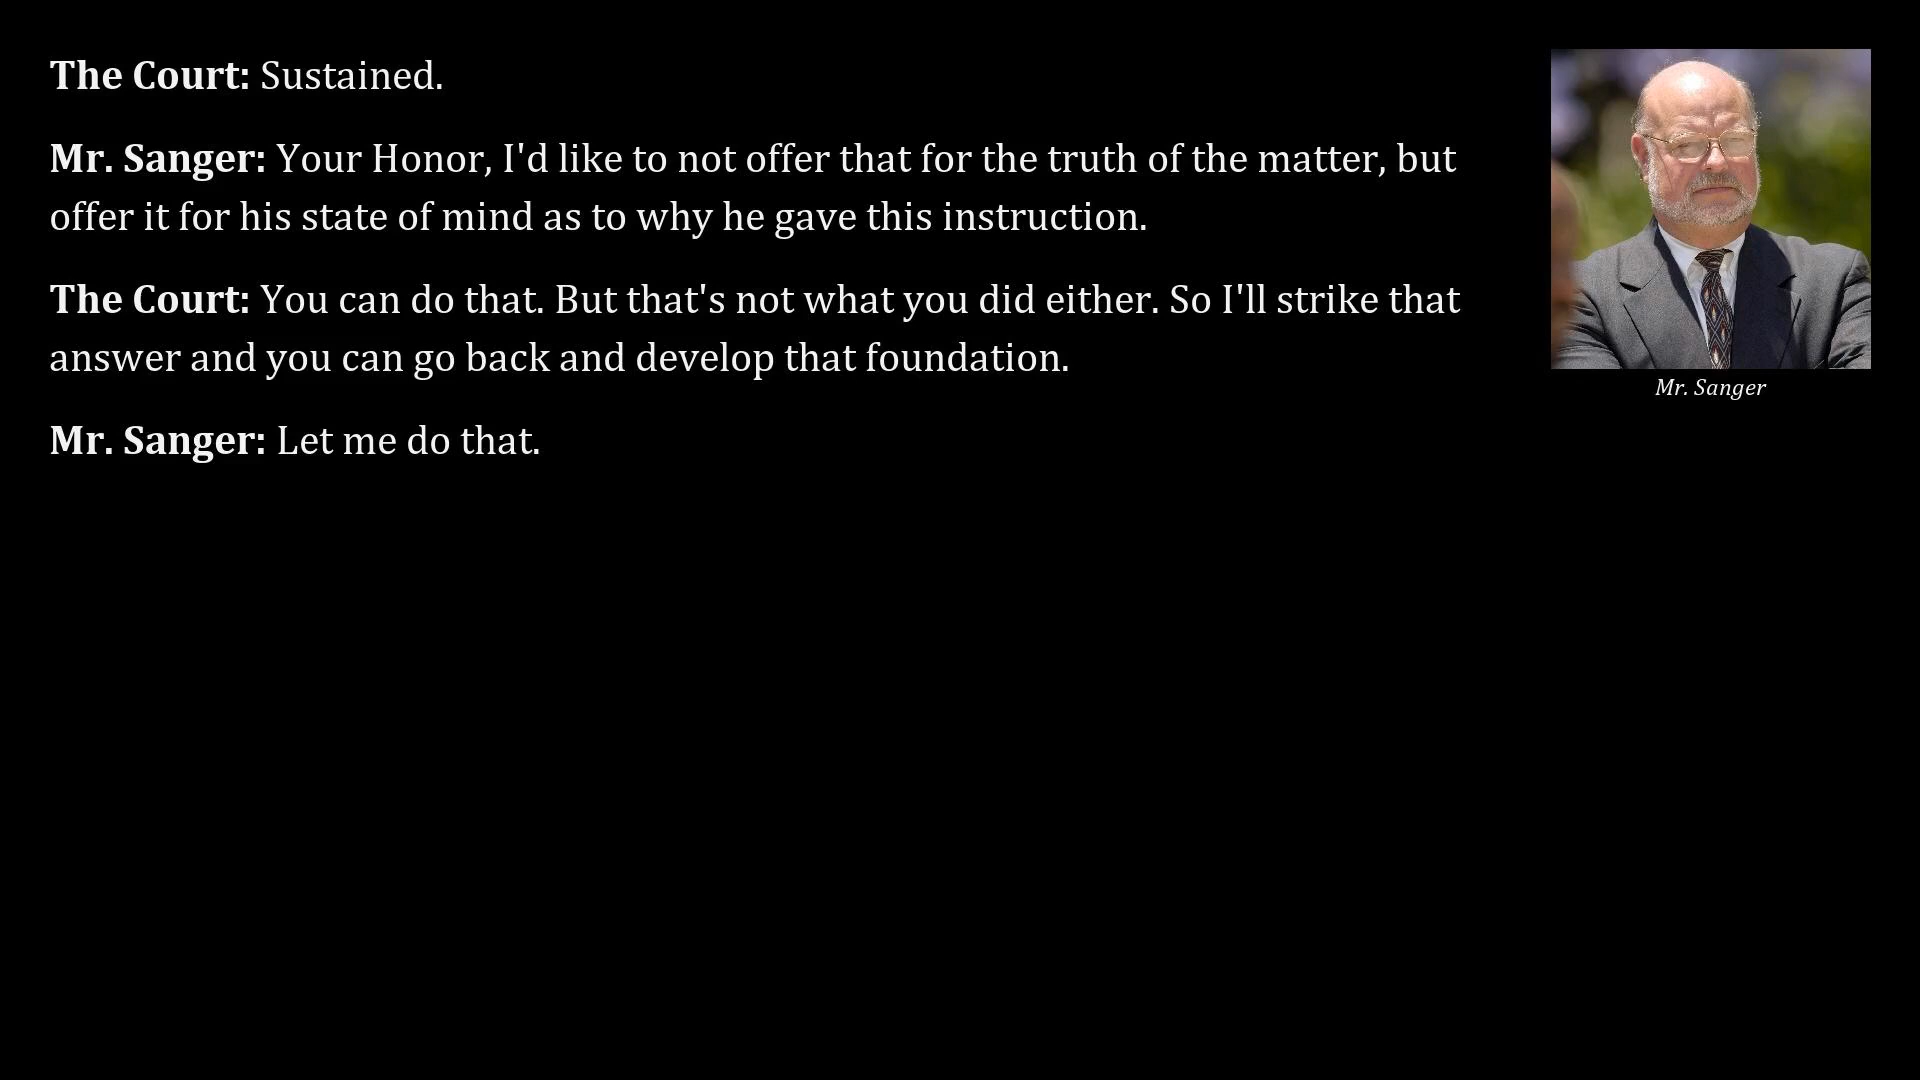 The Court: Sustained.
Mr. Sanger: Your Honor, I'd like to not offer that for the truth of the matter, but
offer it for his state of mind as to why he gave this instruction.
The Court: You can do that. But that's not what you did either. So I'll strike that
answer and you can go back and develop that foundation.
Mr. Sanger: Let me do that.
Mr. Sanger